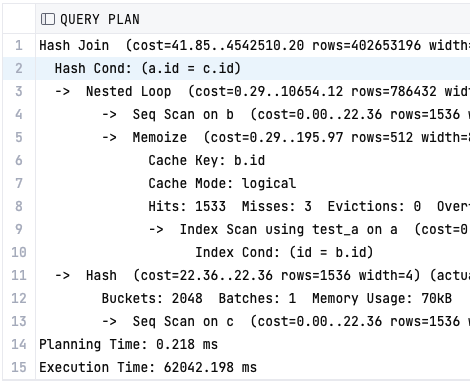 QUERY PLAN
1 Hash Join (cost=41.85..4542510.20 rows=402653196 width=
2 Hash Cond: (a.id = c.id)
3 -> Nested Loop (cost=0.29..10654.12 rows=786432 wid
4 -> Seq Scan on b (cost=0.00..22.36 rows=1536 w
5 -> Memoize (cost=0.29..195.97 rows=512 width=
6 Cache Key: b.id
7 Cache Mode: logical
8 Hits: 1533 Misses: 3 Evictions: 0 Over
9 -> Index Scan using test_a on a (cost=0
10 Index Cond: (id = b.id)
11 -> Hash (cost=22.36..22.36 rows=1536 width=4) (actu
12 Buckets: 2048 Batches: 1 Memory Usage: 70kB
13 -> Seq Scan on c (cost=0.00..22.36 rows=1536 w
14 Planning Time: 0.218 ms
15 Execution Time: 62042.198 ms